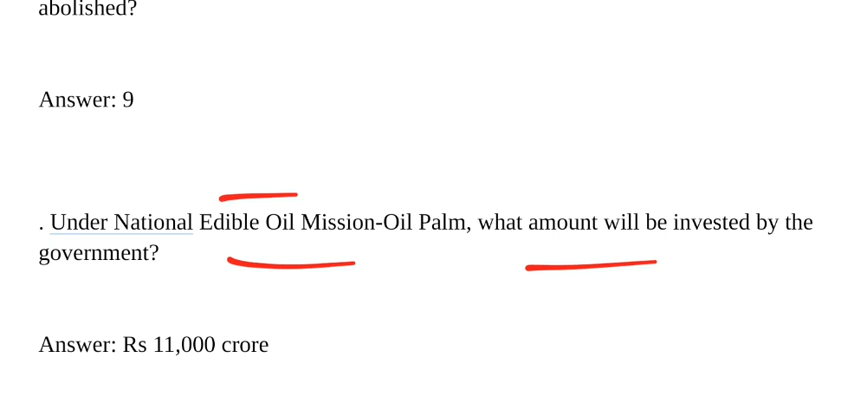 abolished?
Answer: 9
. Under National Edible Oil Mission-Oil Palm, what amount will be invested by the
government?
Answer: Rs 11,000 crore